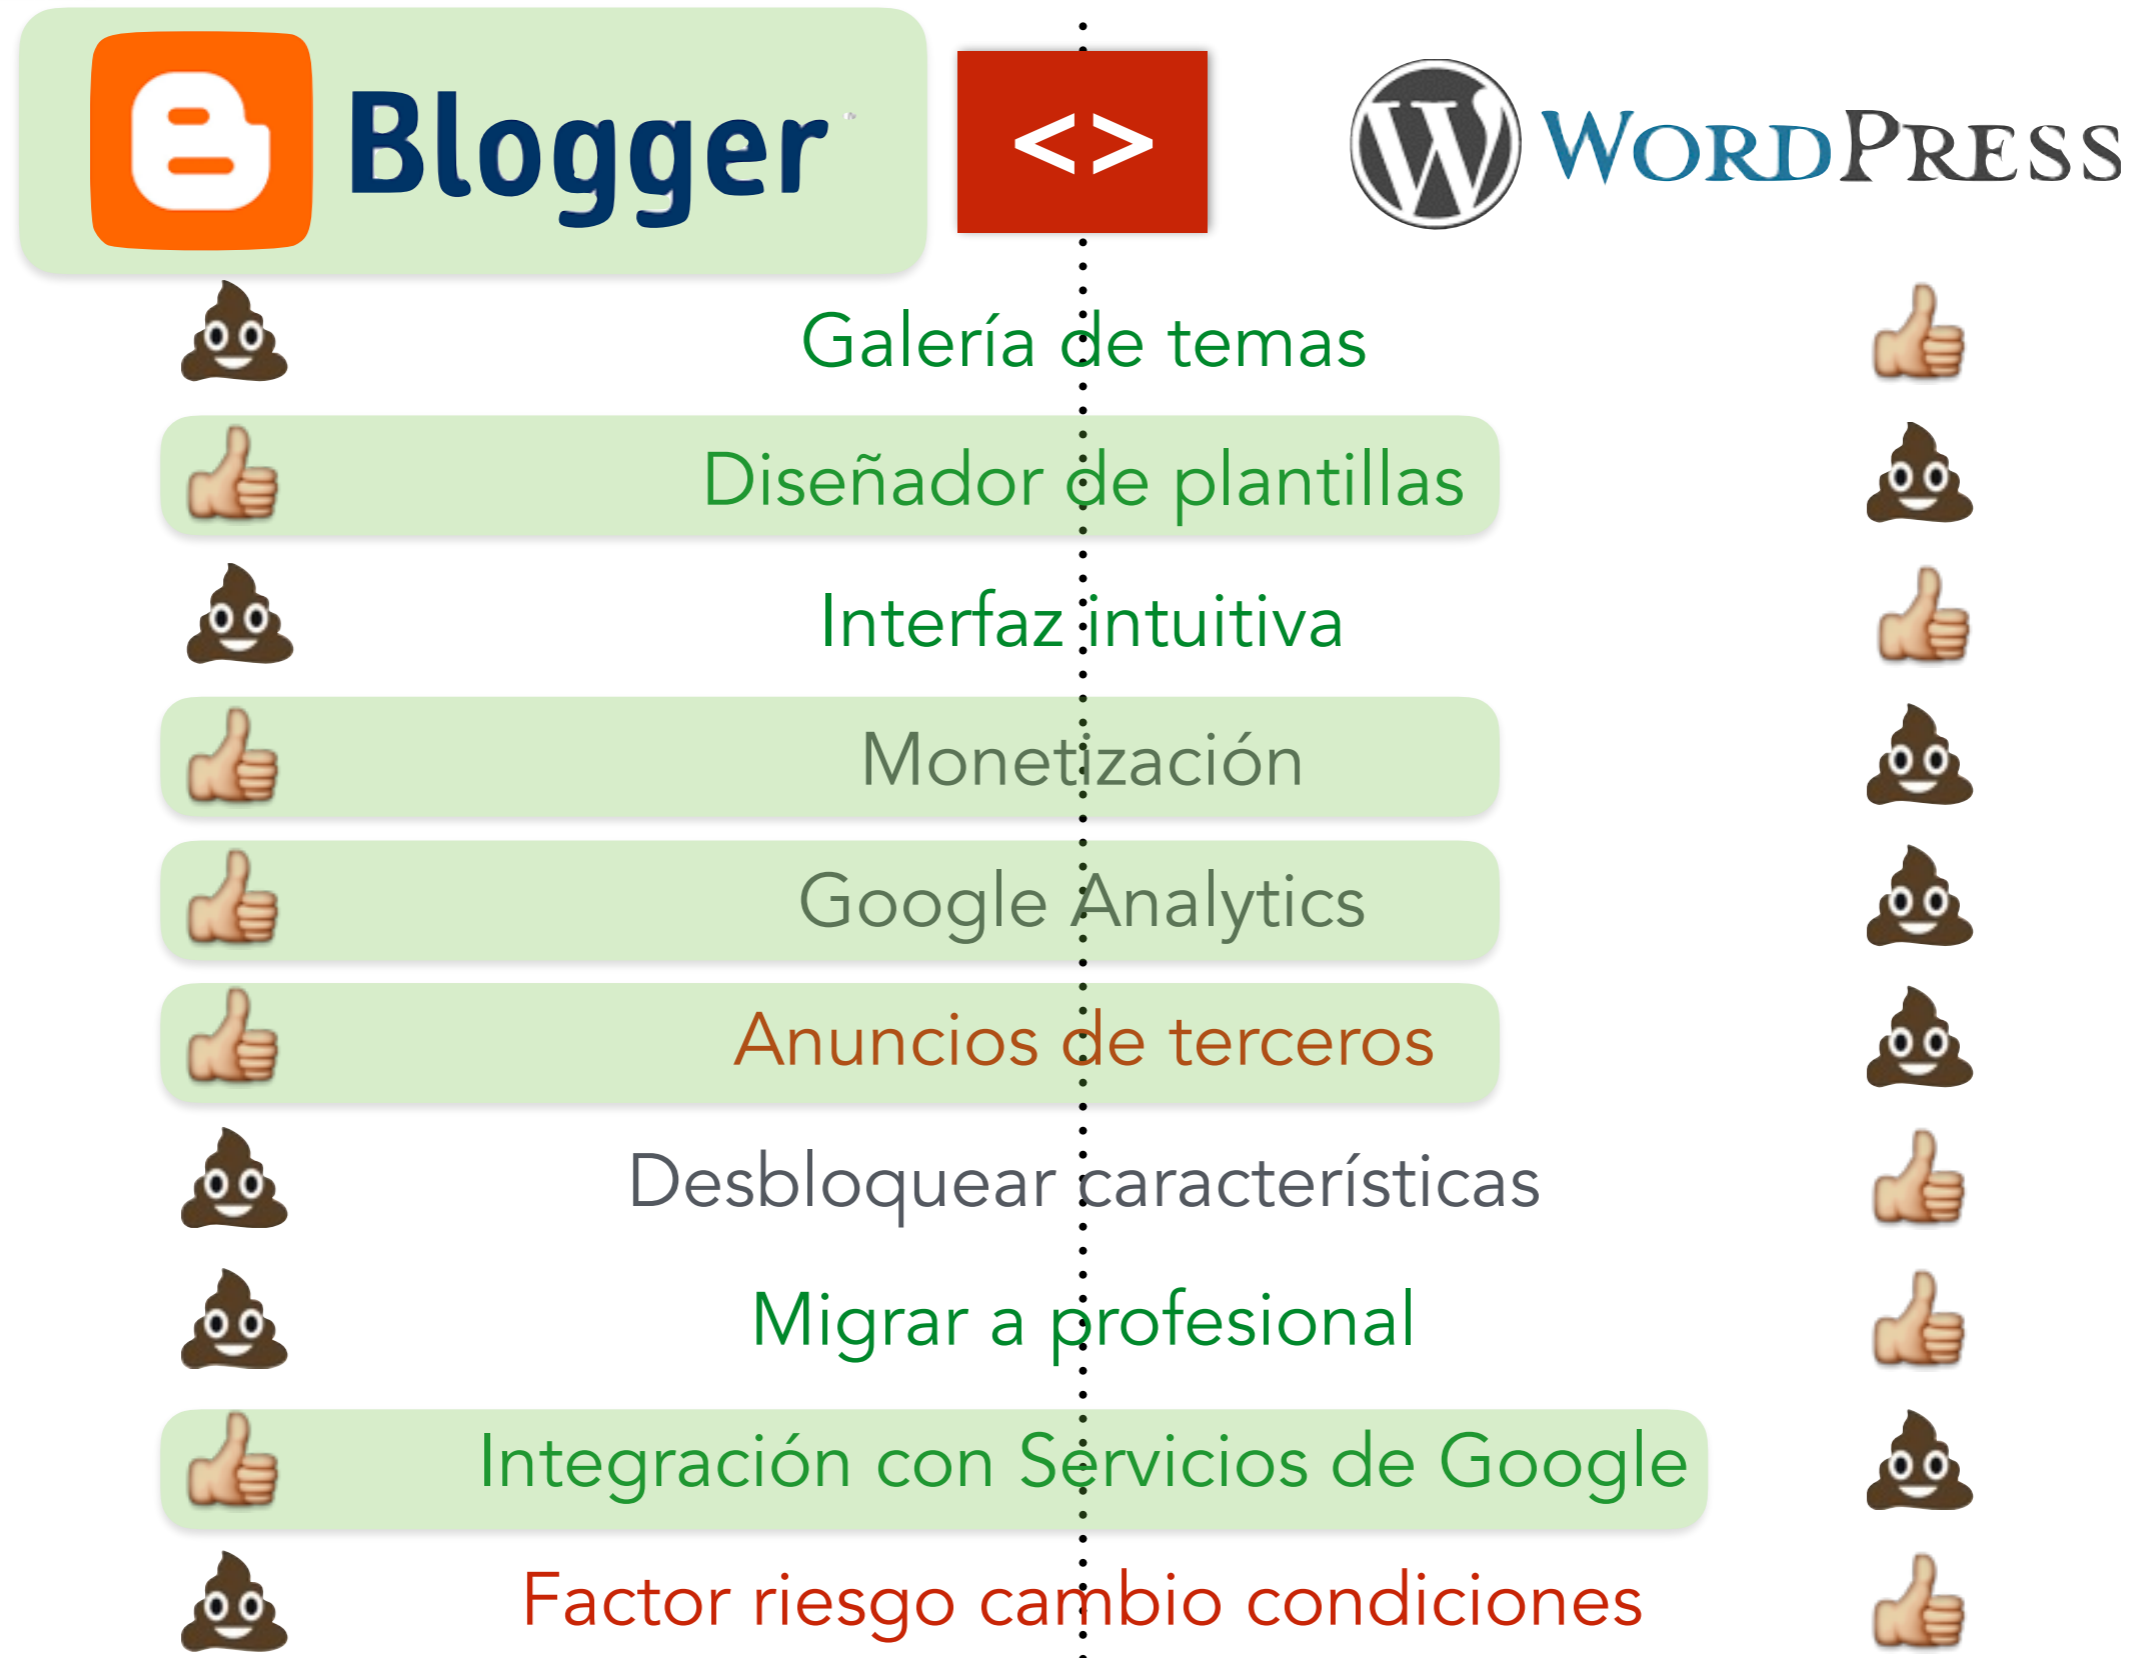 Blogger
<>
WORDPRESS
Galería de temas
Diseñador de plantillas
Interfaz intuitiva
Monetización
Google Analytics
Anuncios de terceros
Desbloquear características
Migrar a profesional
Integración con Servicios de Google
Factor riesgo cambio condiciones